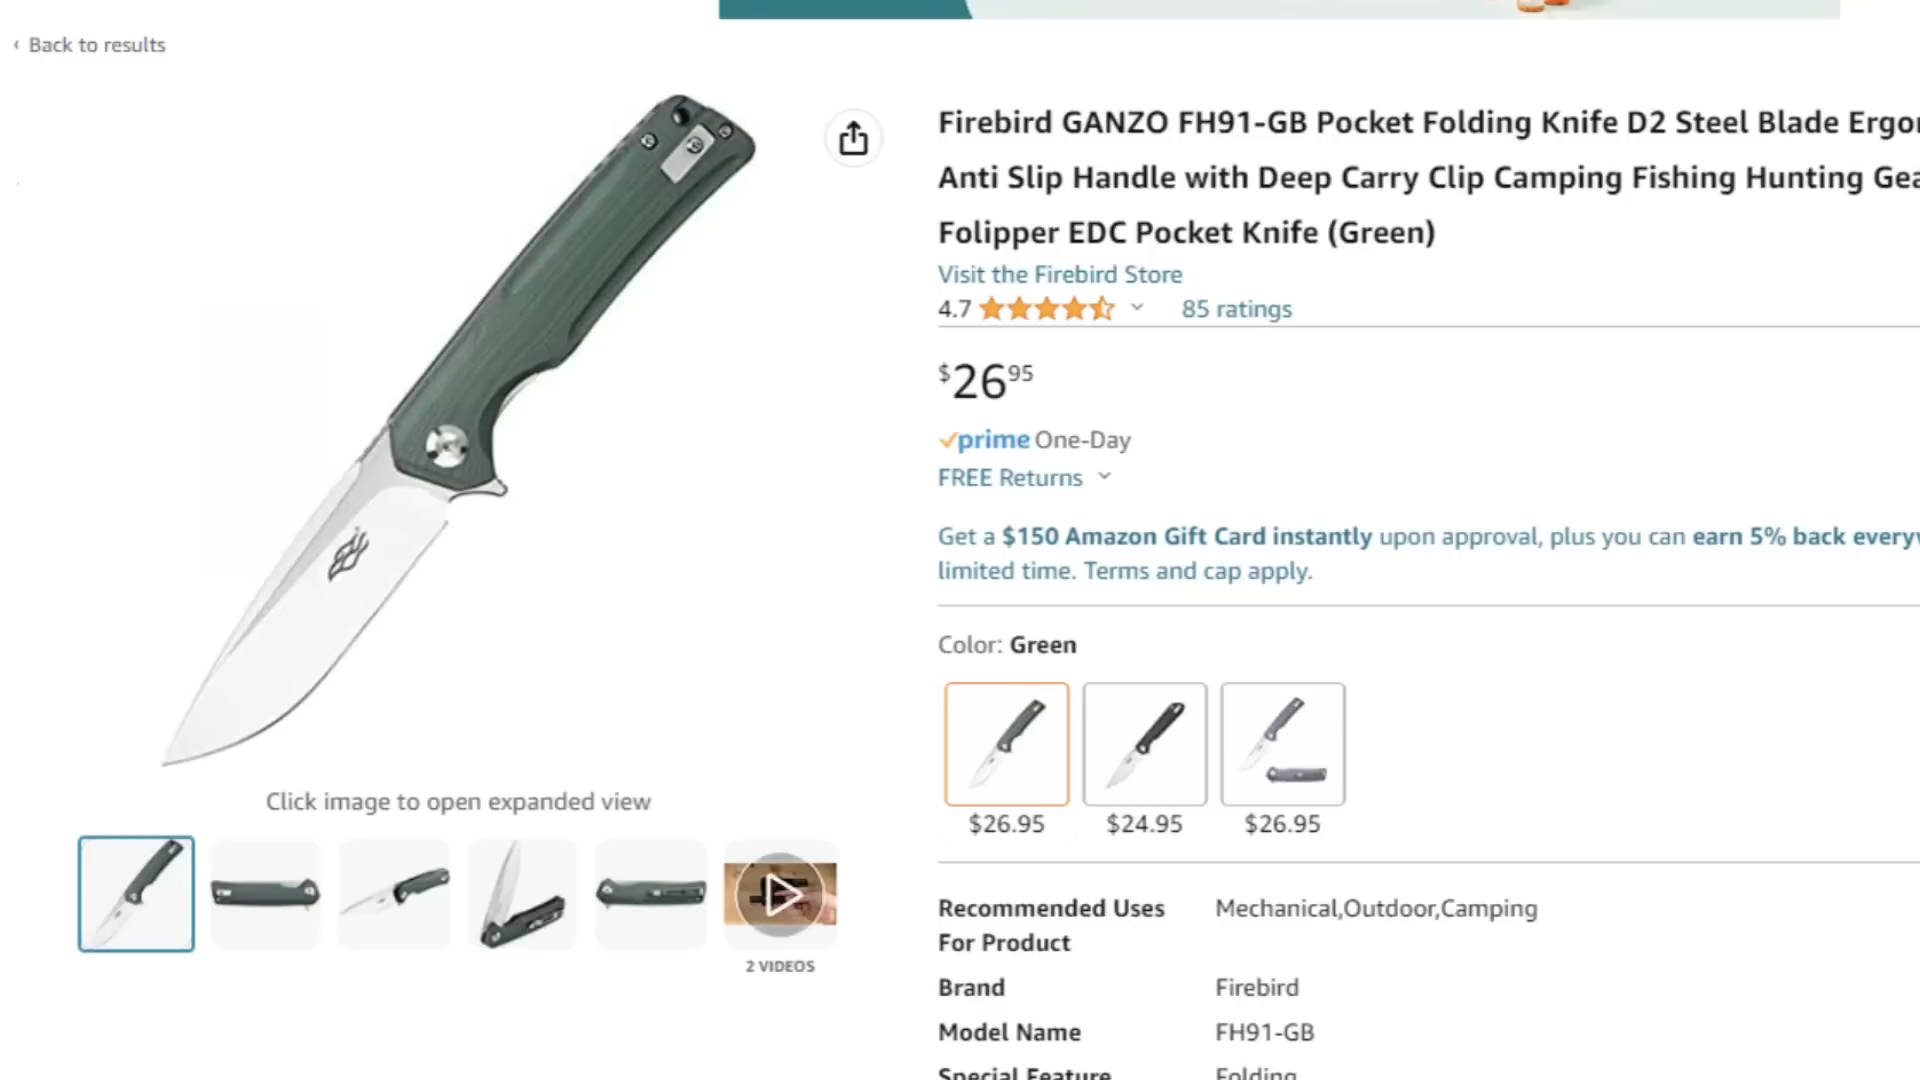 ‹ Back to results
Firebird GANZO FH91-GB Pocket Folding Knife D2 Steel Blade
Anti Slip Handle with Deep Carry Clip Camping Fishing Hunting
Folipper EDC Pocket Knife (Green)
Visit the Firebird Store
4.7 85 ratings
$26.95
prime One-Day
FREE Returns
Get a $150 Amazon Gift Card instantly upon approval, plus you can earn 5% back
limited time. Terms and cap apply.
Color: Green
$26.95 $24.95 $26.95
Click image to open expanded view
2 VIDEOS
Recommended Uses For Product Mechanical,Outdoor,Camping
Brand Firebird
Model Name FH91-GB
Special Feature Folding